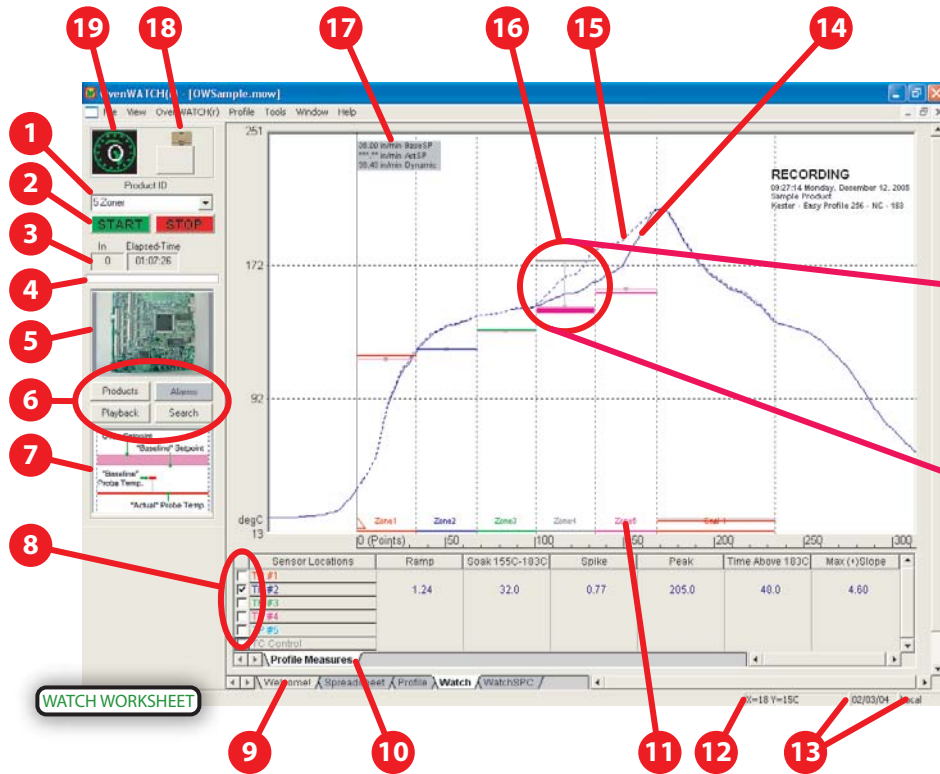 19
18
17
16
15
14
OvenWATCH(r) - [OWSample.mow]
View OvenWATCH(r) Profile Tools Window Help
1
Product ID
5 Zoner
2
START STOP
3
In Elapsed-Time
0 01:07:26
4
5
6
Products Alarms
Playback Search
7
"Baseline" Setpoint
"Baseline"
Probe Temp.
"Actual" Probe Temp
251
172
92
degC
13
38.00 in/min BaseSP
***.** in/min ActSP
Dynamic
RECORDING
09:27:14 Monday, December 12, 2005
Sample Product
Kester - Easy Profile 256 - NC - 183
Zone1 Zone2 Zone3 Zone4 Zone5
0 (Points) 50 100 150 200 250 300
8
Sensor Locations Ramp Soak 155C-183C Spike Peak Time Above 183C Max (+)Slope
#1
#2 1.24 32.0 0.77 205.0 48.0 4.60
#3
#4
#5
TC Control
Profile Measures
Welcome! Spreadsheet Profile Watch WatchSPC
WATCH WORKSHEET
X=18 Y=15C 02/03/04 Local
9
10
11
12
13